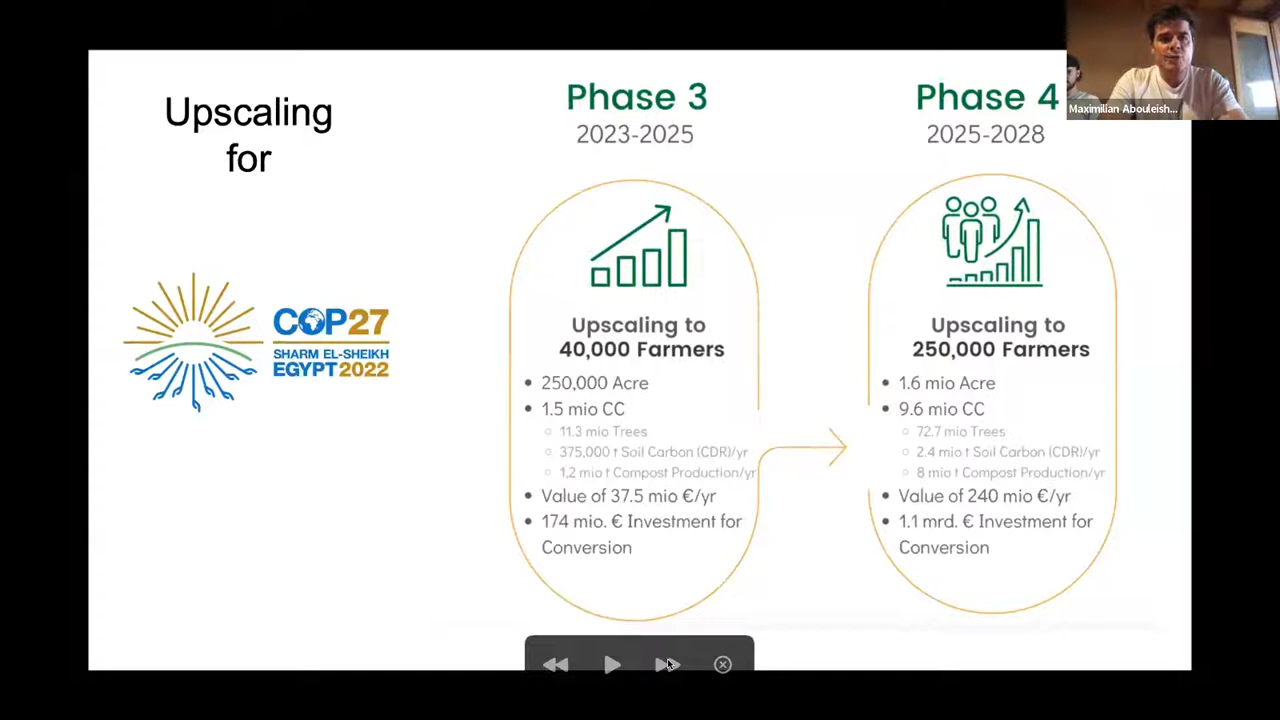 Upscaling
for
COP27
SHARM EL-SHEIKH
EGYPT 2022
Phase 3
2023-2025
Upscaling to
40,000 Farmers
• 250,000 Acre
• 1.5 mio CC
○ 11.3 mio Trees
○ 375,000 t Soil Carbon (CDR)/yr
○ 1,2 mio t Compost Production/yr
• Value of 37.5 mio €/yr
• 174 mio. € Investment for
Conversion
Phase 4
2025-2028
Upscaling to
250,000 Farmers
• 1.6 mio Acre
• 9.6 mio CC
○ 72.7 mio Trees
○ 2.4 mio t Soil Carbon (CDR)/yr
○ 8 mio t Compost Production/yr
• Value of 240 mio €/yr
• 1.1 mrd. € Investment for
Conversion
Maximilian Abouleish...